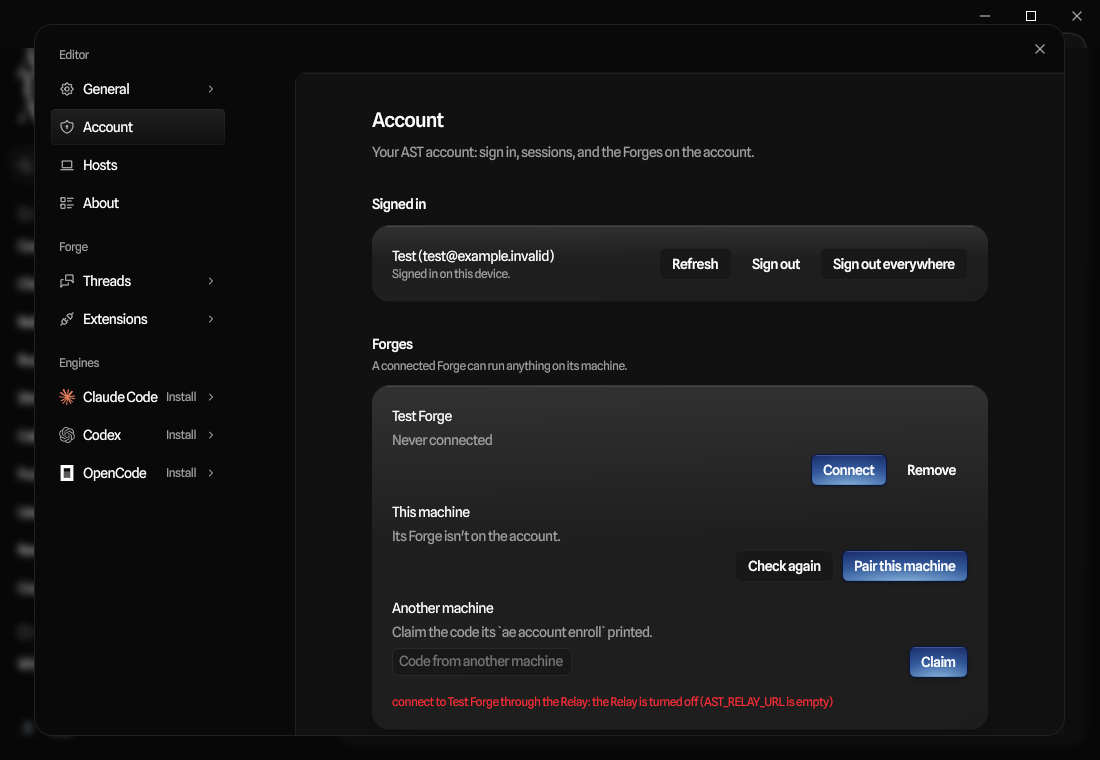 Editor
General
Account
Hosts
About
Forge
Threads
Extensions
Engines
Claude Code Install
Codex Install
OpenCode Install
Account
Your AST account: sign in, sessions, and the Forges on the account.
Signed in
Test (test@example.invalid)
Signed in on this device.
Refresh Sign out Sign out everywhere
Forges
A connected Forge can run anything on its machine.
Test Forge
Never connected
Connect Remove
This machine
Its Forge isn't on the account.
Check again Pair this machine
Another machine
Claim the code its `ae account enroll` printed.
Code from another machine Claim
connect to Test Forge through the Relay: the Relay is turned off (AST_RELAY_URL is empty)